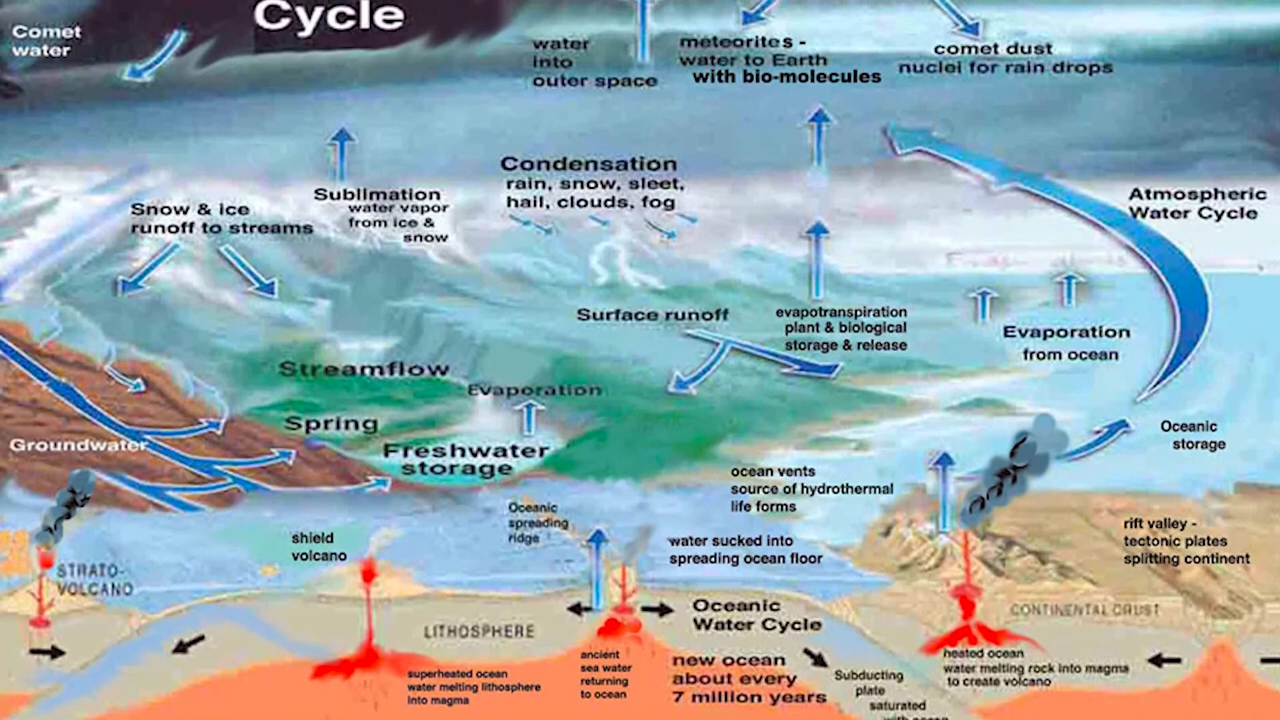 Cycle
Comet
water
water
into
outer space
meteorites -
water to Earth
with bio-molecules
comet dust
nuclei for rain drops
Condensation
rain, snow, sleet,
hail, clouds, fog
Sublimation
water vapor
from ice &
snow
Snow & ice
runoff to streams
Atmospheric
Water Cycle
Surface runoff
evapotranspiration
plant & biological
storage & release
Evaporation
from ocean
Streamflow
Evaporation
Spring
Groundwater
Freshwater
storage
Oceanic
storage
ocean vents
source of hydrothermal
life forms
Oceanic
spreading
ridge
shield
volcano
water sucked into
spreading ocean floor
rift valley -
tectonic plates
splitting continent
STRATO-
VOLCANO
LITHOSPHERE
Oceanic
Water Cycle
CONTINENTAL CRUST
superheated ocean
water melting lithosphere
into magma
ancient
sea water
returning
to ocean
new ocean
about every
7 million years
Subducting
plate
saturated
with ocean
heated ocean
water melting rock into magma
to create volcano